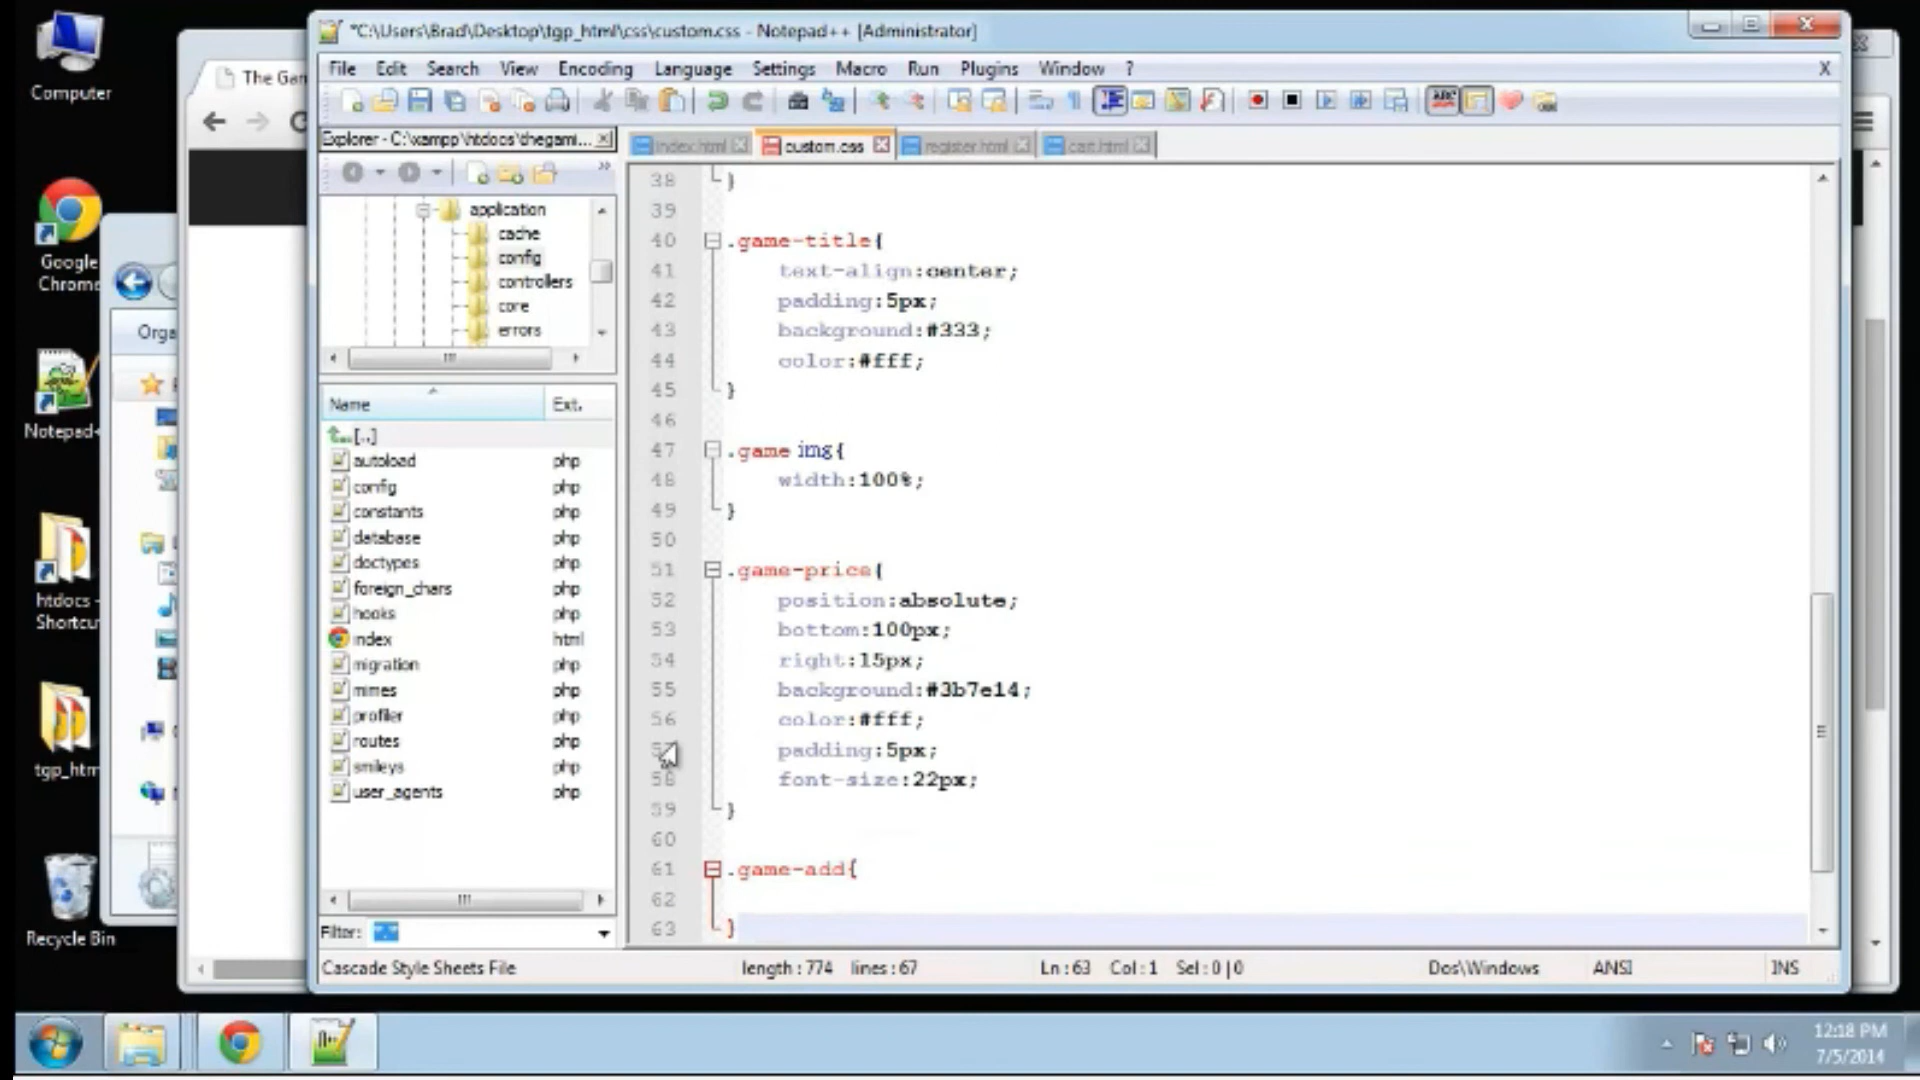 Computer
Google
Chrome
Notepad+
htdocs -
Shortcu
tgp_htm
Recycle Bin
The Gan
Orga
*C:\Users\Brad\Desktop\tgp_html\css\custom.css - Notepad++ [Administrator]
File Edit Search View Encoding Language Settings Macro Run Plugins Window ? X
Explorer - C:\xampp\htdocs\thegami...
application
cache
config
controllers
core
errors
Name Ext.
[..]
autoload php
config php
constants php
database php
doctypes php
foreign_chars php
hooks php
index html
migration php
mimes php
profiler php
routes php
smileys php
user_agents php
Filter:
index.html custom.css register.html cart.html
38 }
39
40 .game-title{
41 text-align:center;
42 padding:5px;
43 background:#333;
44 color:#fff;
45 }
46
47 .game img{
48 width:100%;
49 }
50
51 .game-price{
52 position:absolute;
53 bottom:100px;
54 right:15px;
55 background:#3b7e14;
56 color:#fff;
padding:5px;
58 font-size:22px;
59 }
60
61 .game-add{
62
63 }
Cascade Style Sheets File length : 774 lines : 67 Ln : 63 Col : 1 Sel : 0 | 0 Dos\Windows ANSI INS
12:18 PM
7/5/2014